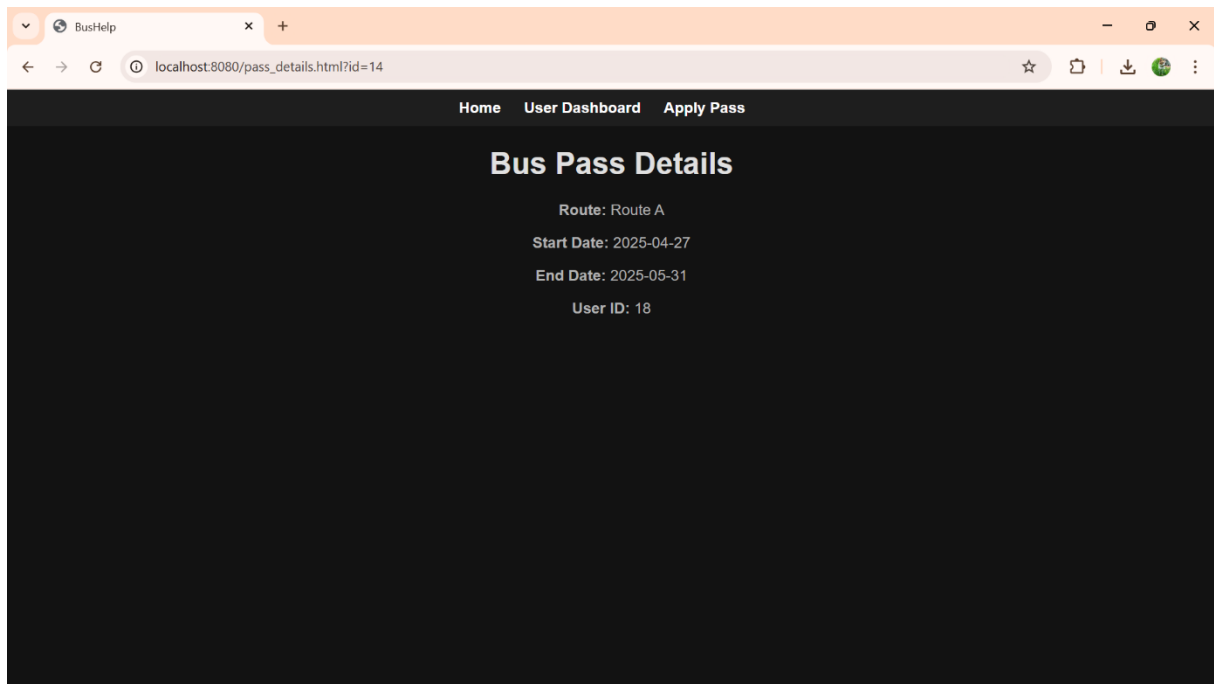 BusHelp
localhost:8080/pass_details.html?id=14
Home User Dashboard Apply Pass
Bus Pass Details
Route: Route A
Start Date: 2025-04-27
End Date: 2025-05-31
User ID: 18